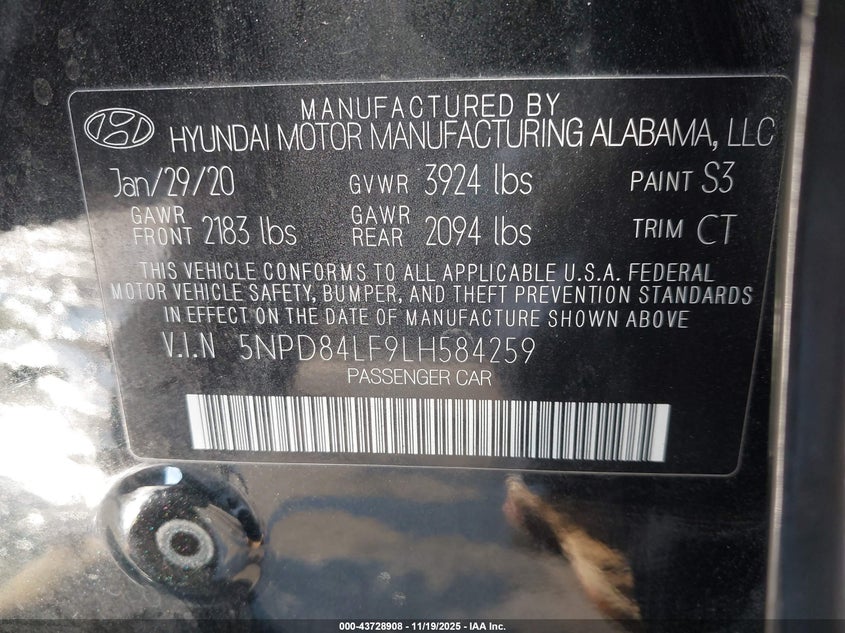 MANUFACTURED BY
HYUNDAI MOTOR MANUFACTURING ALABAMA, LLC
Jan/29/20 GVWR 3924 lbs PAINT S3
GAWR FRONT 2183 lbs GAWR REAR 2094 lbs TRIM CT
THIS VEHICLE CONFORMS TO ALL APPLICABLE U.S.A. FEDERAL
MOTOR VEHICLE SAFETY, BUMPER, AND THEFT PREVENTION STANDARDS
IN EFFECT ON THE DATE OF MANUFACTURE SHOWN ABOVE
V.I.N 5NPD84LF9LH584259
PASSENGER CAR
000-43728908 - 11/19/2025 - IAA Inc.